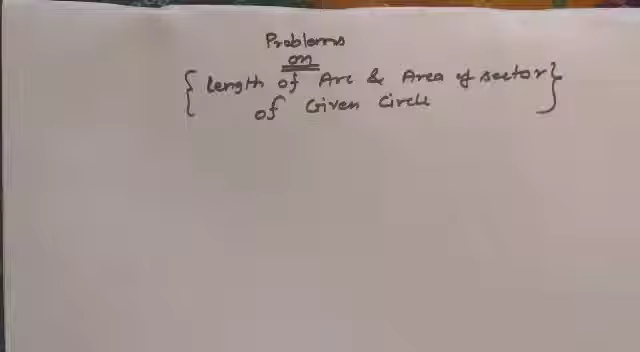 Problems
on
{ Length of Arc & Area of sector }
of Given Circle